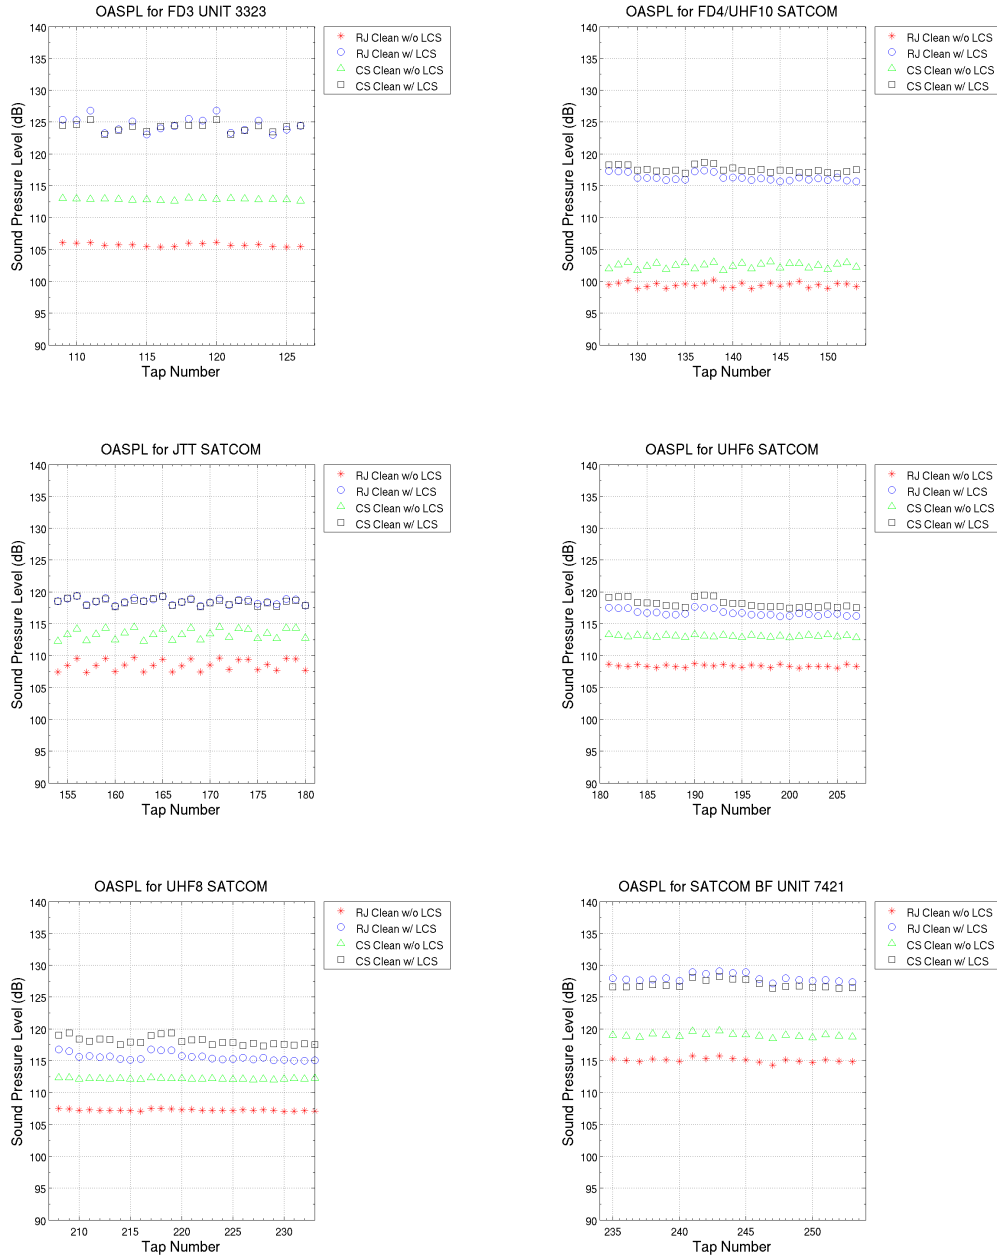 OASPL for FD3 UNIT 3323
140
135
130
125
120
115
110
105
100
95
90
Sound Pressure Level (dB)
110
115
120
125
Tap Number
RJ Clean w/o LCS
RJ Clean w/ LCS
CS Clean w/o LCS
CS Clean w/ LCS
OASPL for FD4/UHF10 SATCOM
140
135
130
125
120
115
110
105
100
95
90
Sound Pressure Level (dB)
130
135
140
145
150
Tap Number
RJ Clean w/o LCS
RJ Clean w/ LCS
CS Clean w/o LCS
CS Clean w/ LCS
OASPL for JTT SATCOM
140
135
130
125
120
115
110
105
100
95
90
Sound Pressure Level (dB)
155
160
165
170
175
180
Tap Number
RJ Clean w/o LCS
RJ Clean w/ LCS
CS Clean w/o LCS
CS Clean w/ LCS
OASPL for UHF6 SATCOM
140
135
130
125
120
115
110
105
100
95
90
Sound Pressure Level (dB)
180
185
190
195
200
205
Tap Number
RJ Clean w/o LCS
RJ Clean w/ LCS
CS Clean w/o LCS
CS Clean w/ LCS
OASPL for UHF8 SATCOM
140
135
130
125
120
115
110
105
100
95
90
Sound Pressure Level (dB)
210
215
220
225
230
Tap Number
RJ Clean w/o LCS
RJ Clean w/ LCS
CS Clean w/o LCS
CS Clean w/ LCS
OASPL for SATCOM BF UNIT 7421
140
135
130
125
120
115
110
105
100
95
90
Sound Pressure Level (dB)
235
240
245
250
Tap Number
RJ Clean w/o LCS
RJ Clean w/ LCS
CS Clean w/o LCS
CS Clean w/ LCS